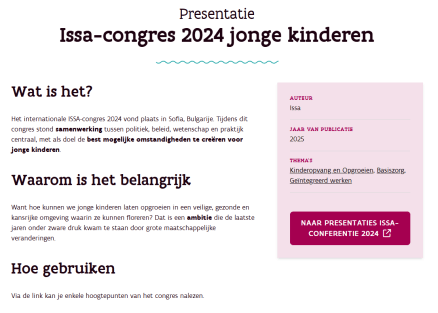 Presentatie
Issa-congres 2024 jonge kinderen
Wat is het?
Het internationale ISSA-congres 2024 vond plaats in Sofia, Bulgarije. Tijdens dit
congres stond samenwerking tussen politiek, beleid, wetenschap en praktijk
centraal, met als doel de best mogelijke omstandigheden te creëren voor
jonge kinderen.
Waarom is het belangrijk
Want hoe kunnen we jonge kinderen laten opgroeien in een veilige, gezonde en
kansrijke omgeving waarin ze kunnen floreren? Dat is een ambitie die de laatste
jaren onder zware druk kwam te staan door grote maatschappelijke
veranderingen.
Hoe gebruiken
Via de link kan je enkele hoogtepunten van het congres nalezen.
AUTEUR
Issa
JAAR VAN PUBLICATIE
2025
THEMA'S
Kinderopvang en Opgroeien, Basiszorg,
Geïntegreerd werken
NAAR PRESENTATIES ISSA-
CONFERENTIE 2024